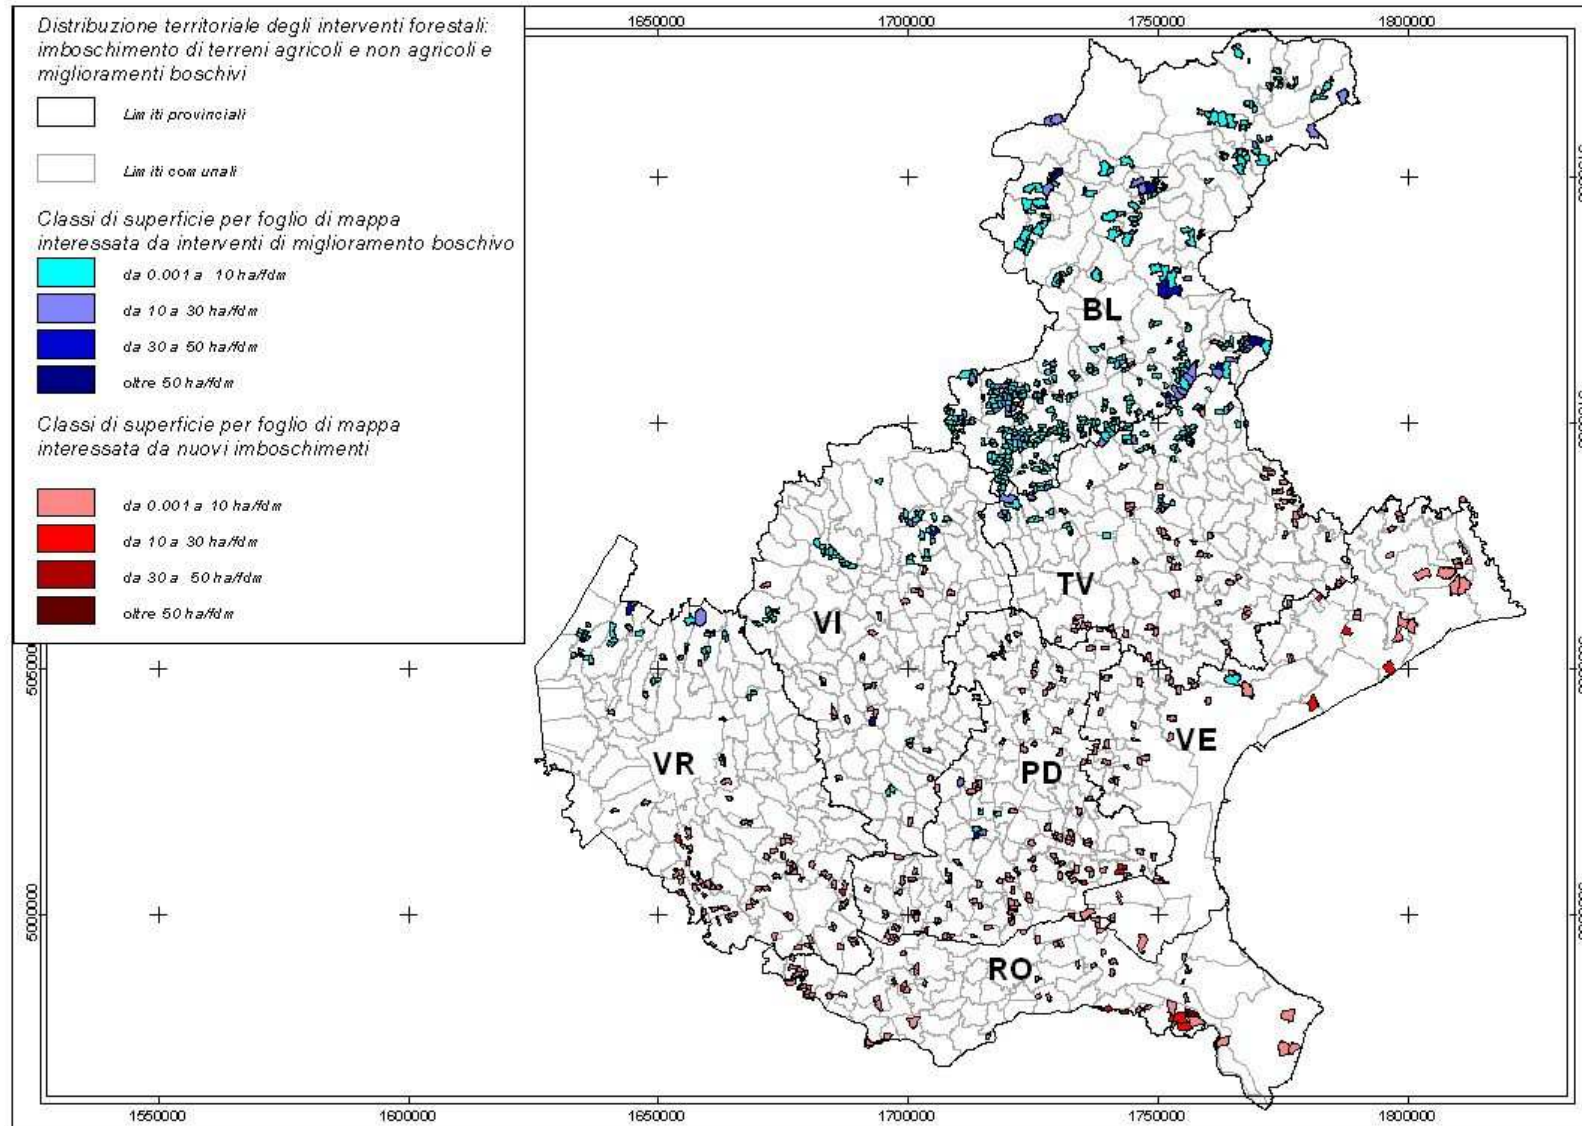 Distribuzione territoriale degli interventi forestali:
imboschimento di terreni agricoli e non agricoli e
miglioramenti boschivi
Limiti provinciali
Limiti comunali
Classi di superficie per foglio di mappa
interessata da interventi di miglioramento boschivo
da 0.001 a 10 ha/fdm
da 10 a 30 ha/fdm
da 30 a 50 ha/fdm
oltre 50 ha/fdm
Classi di superficie per foglio di mappa
interessata da nuovi imboschimenti
da 0.001 a 10 ha/fdm
da 10 a 30 ha/fdm
da 30 a 50 ha/fdm
oltre 50 ha/fdm
1650000 1700000 1750000 1800000
BL
TV
VI
VE
VR
PD
RO
5000000
1550000 1600000 1650000 1700000 1750000 1800000